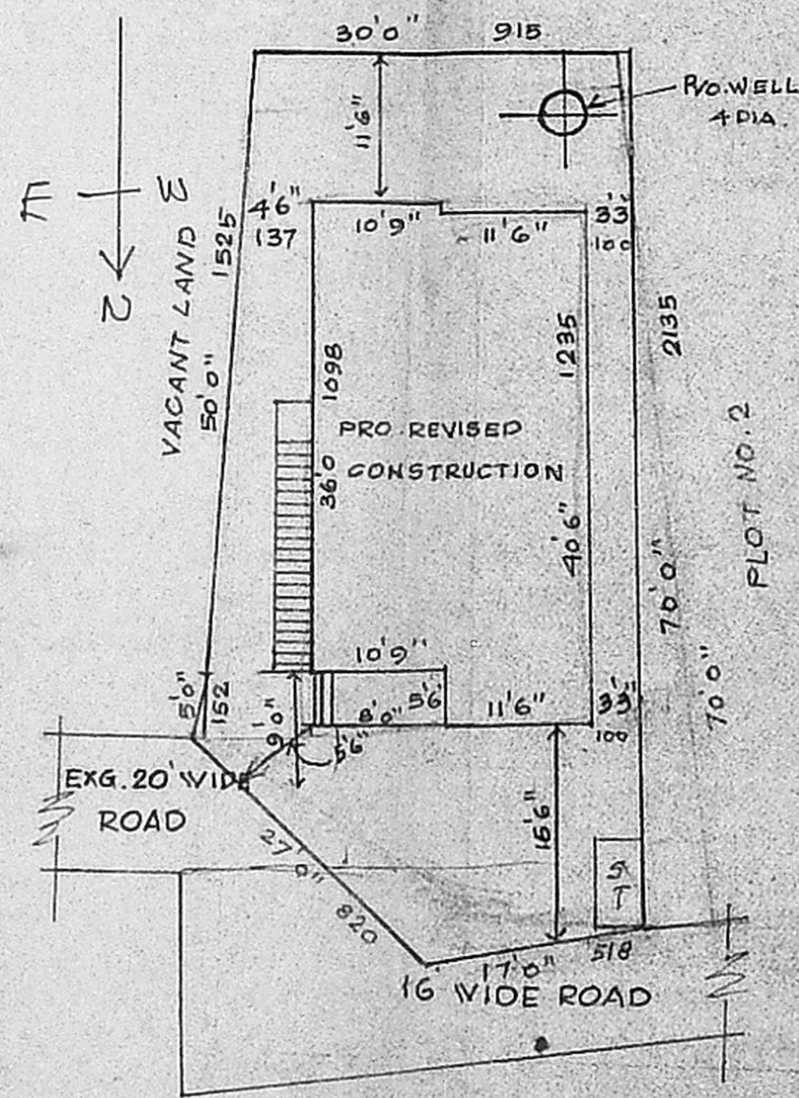 30'0" 915
P/O. WELL
4 DIA.
11'6"
E
W
N
4'6"
137
10'9"
11'6"
33'
100
1525
VACANT LAND
50'0"
1098
36'0
1235
40'6"
2135
70'0"
70'0"
PLOT NO. 2
PRO. REVISED
CONSTRUCTION
10'9"
5'0"
152
9'0"
8'0"
5'6
11'6"
33'
100
5'6"
EXG. 20' WIDE
ROAD
15'6"
27'0"
820
S
T
17'0"
518
16' WIDE ROAD